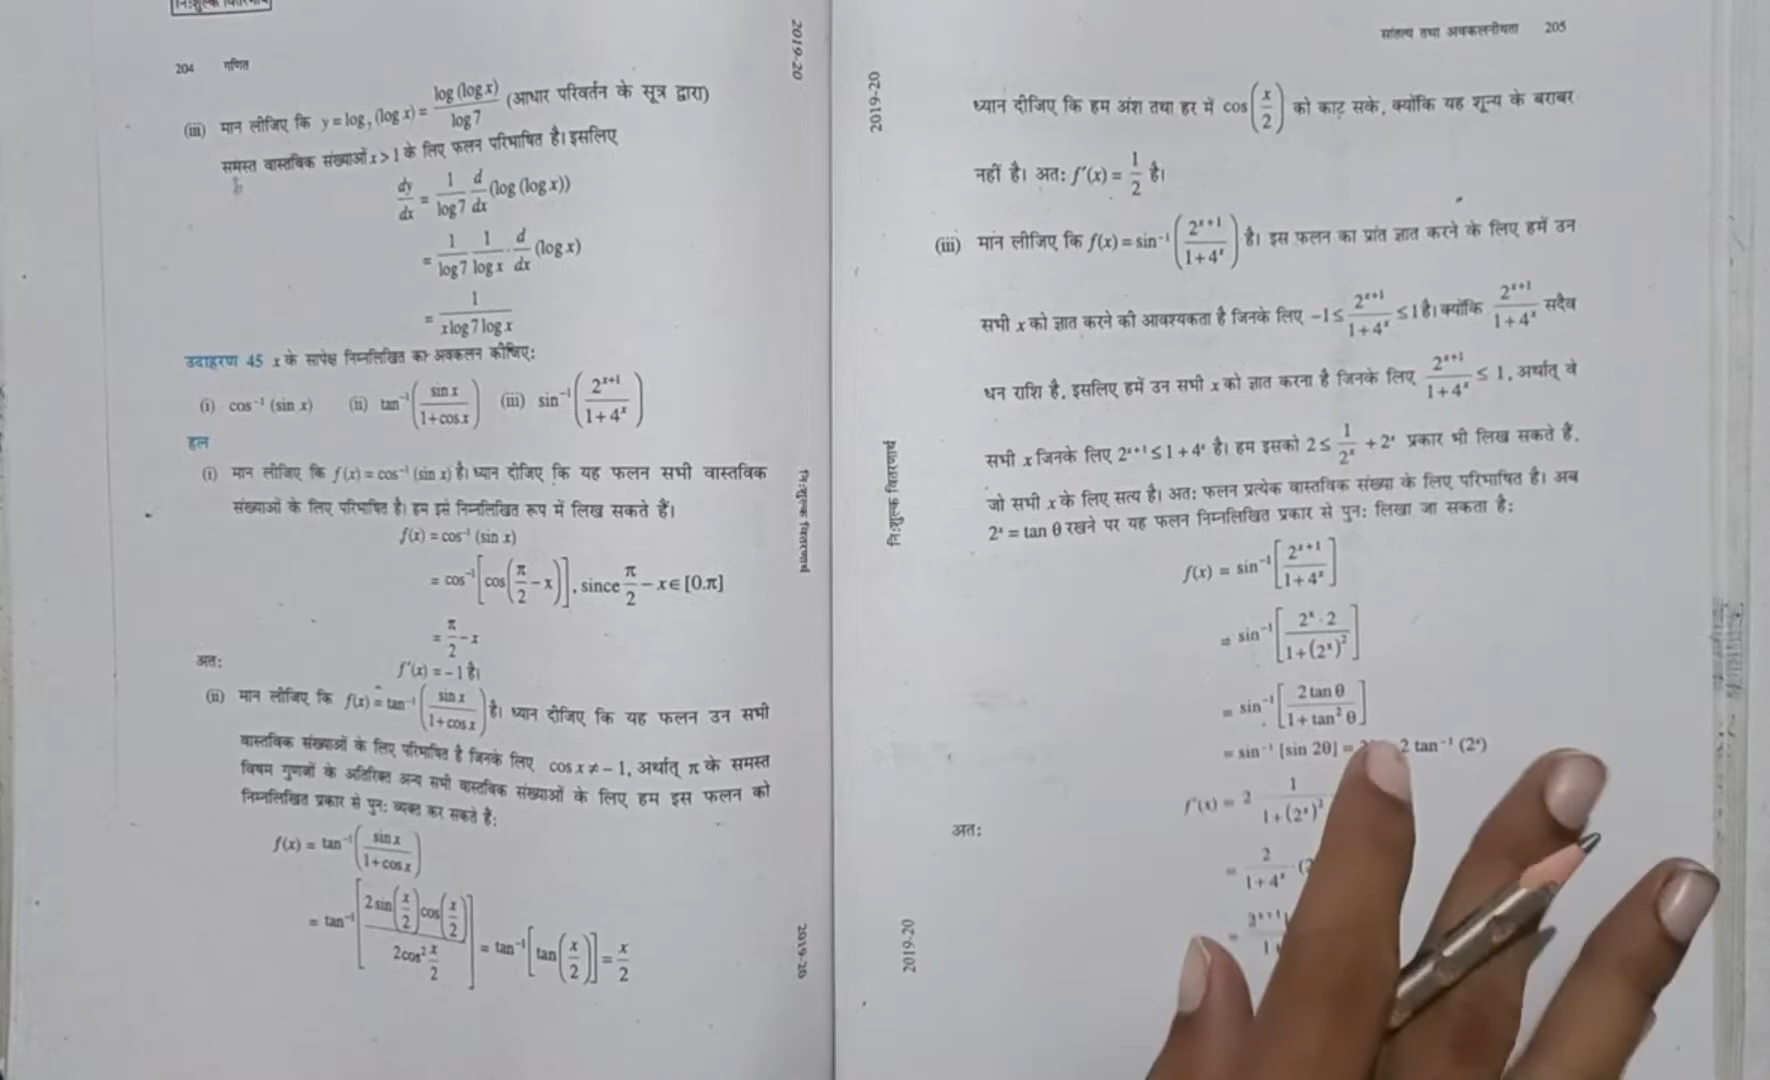 निःशुल्क वितरणार्थ
204 गणित
(iii) मान लीजिए कि y = log₇ (log x) = log (log x) / log 7 (आधार परिवर्तन के सूत्र द्वारा)
समस्त वास्तविक संख्याओं x > 1 के लिए फलन परिभाषित है। इसलिए
dy/dx = 1/log 7 d/dx (log (log x))
= 1/log 7 1/log x · d/dx (log x)
= 1/x log 7 log x
उदाहरण 45 x के सापेक्ष निम्नलिखित का अवकलन कीजिए:
(i) cos⁻¹ (sin x) (ii) tan⁻¹ (sin x / 1 + cos x) (iii) sin⁻¹ (2ˣ⁺¹ / 1 + 4ˣ)
हल
(i) मान लीजिए कि f(x) = cos⁻¹ (sin x) है। ध्यान दीजिए कि यह फलन सभी वास्तविक
संख्याओं के लिए परिभाषित है। हम इसे निम्नलिखित रूप में लिख सकते हैं।
f(x) = cos⁻¹ (sin x)
= cos⁻¹ [cos (π/2 − x)], since π/2 − x ∈ [0.π]
= π/2 − x
अत:
f′(x) = − 1 है।
(ii) मान लीजिए कि f(x) = tan⁻¹ (sin x / 1 + cos x) है। ध्यान दीजिए कि यह फलन उन सभी
वास्तविक संख्याओं के लिए परिभाषित है जिनके लिए cos x ≠ − 1, अर्थात् π के समस्त
विषम गुणजों के अतिरिक्त अन्य सभी वास्तविक संख्याओं के लिए हम इस फलन को
निम्नलिखित प्रकार से पुन: व्यक्त कर सकते हैं:
f(x) = tan⁻¹ (sin x / 1 + cos x)
= tan⁻¹ [2 sin (x/2) cos (x/2) / 2cos² x/2] = tan⁻¹ [tan (x/2)] = x/2
2019-20
नि:शुल्क वितरणार्थ
2019-20
सांतत्य तथा अवकलनीयता 205
2019-20
ध्यान दीजिए कि हम अंश तथा हर में cos (x/2) को काट सके, क्योंकि यह शून्य के बराबर
नहीं है। अत: f′(x) = 1/2 है।
(iii) मान लीजिए कि f(x) = sin⁻¹ (2ˣ⁺¹ / 1 + 4ˣ) है। इस फलन का प्रांत ज्ञात करने के लिए हमें उन
सभी x को ज्ञात करने की आवश्यकता है जिनके लिए −1 ≤ 2ˣ⁺¹ / 1 + 4ˣ ≤ 1 है। क्योंकि 2ˣ⁺¹ / 1 + 4ˣ सदैव
धन राशि है, इसलिए हमें उन सभी x को ज्ञात करना है जिनके लिए 2ˣ⁺¹ / 1 + 4ˣ ≤ 1, अर्थात् वे
सभी x जिनके लिए 2ˣ⁺¹ ≤ 1 + 4ˣ है। हम इसको 2 ≤ 1/2ˣ + 2ˣ प्रकार भी लिख सकते हैं,
जो सभी x के लिए सत्य है। अत: फलन प्रत्येक वास्तविक संख्या के लिए परिभाषित है। अब
2ˣ = tan θ रखने पर यह फलन निम्नलिखित प्रकार से पुन: लिखा जा सकता है:
f(x) = sin⁻¹ [2ˣ⁺¹ / 1 + 4ˣ]
= sin⁻¹ [2ˣ · 2 / 1 + (2ˣ)²]
= sin⁻¹ [2 tan θ / 1 + tan² θ]
= sin⁻¹ [sin 2θ] = 2 tan⁻¹ (2ˣ)
अत:
f′(x) = 2 1 / 1 + (2ˣ)²
= 2 / 1 + 4ˣ · (
= 2ˣ⁺¹
नि:शुल्क वितरणार्थ
2019-20